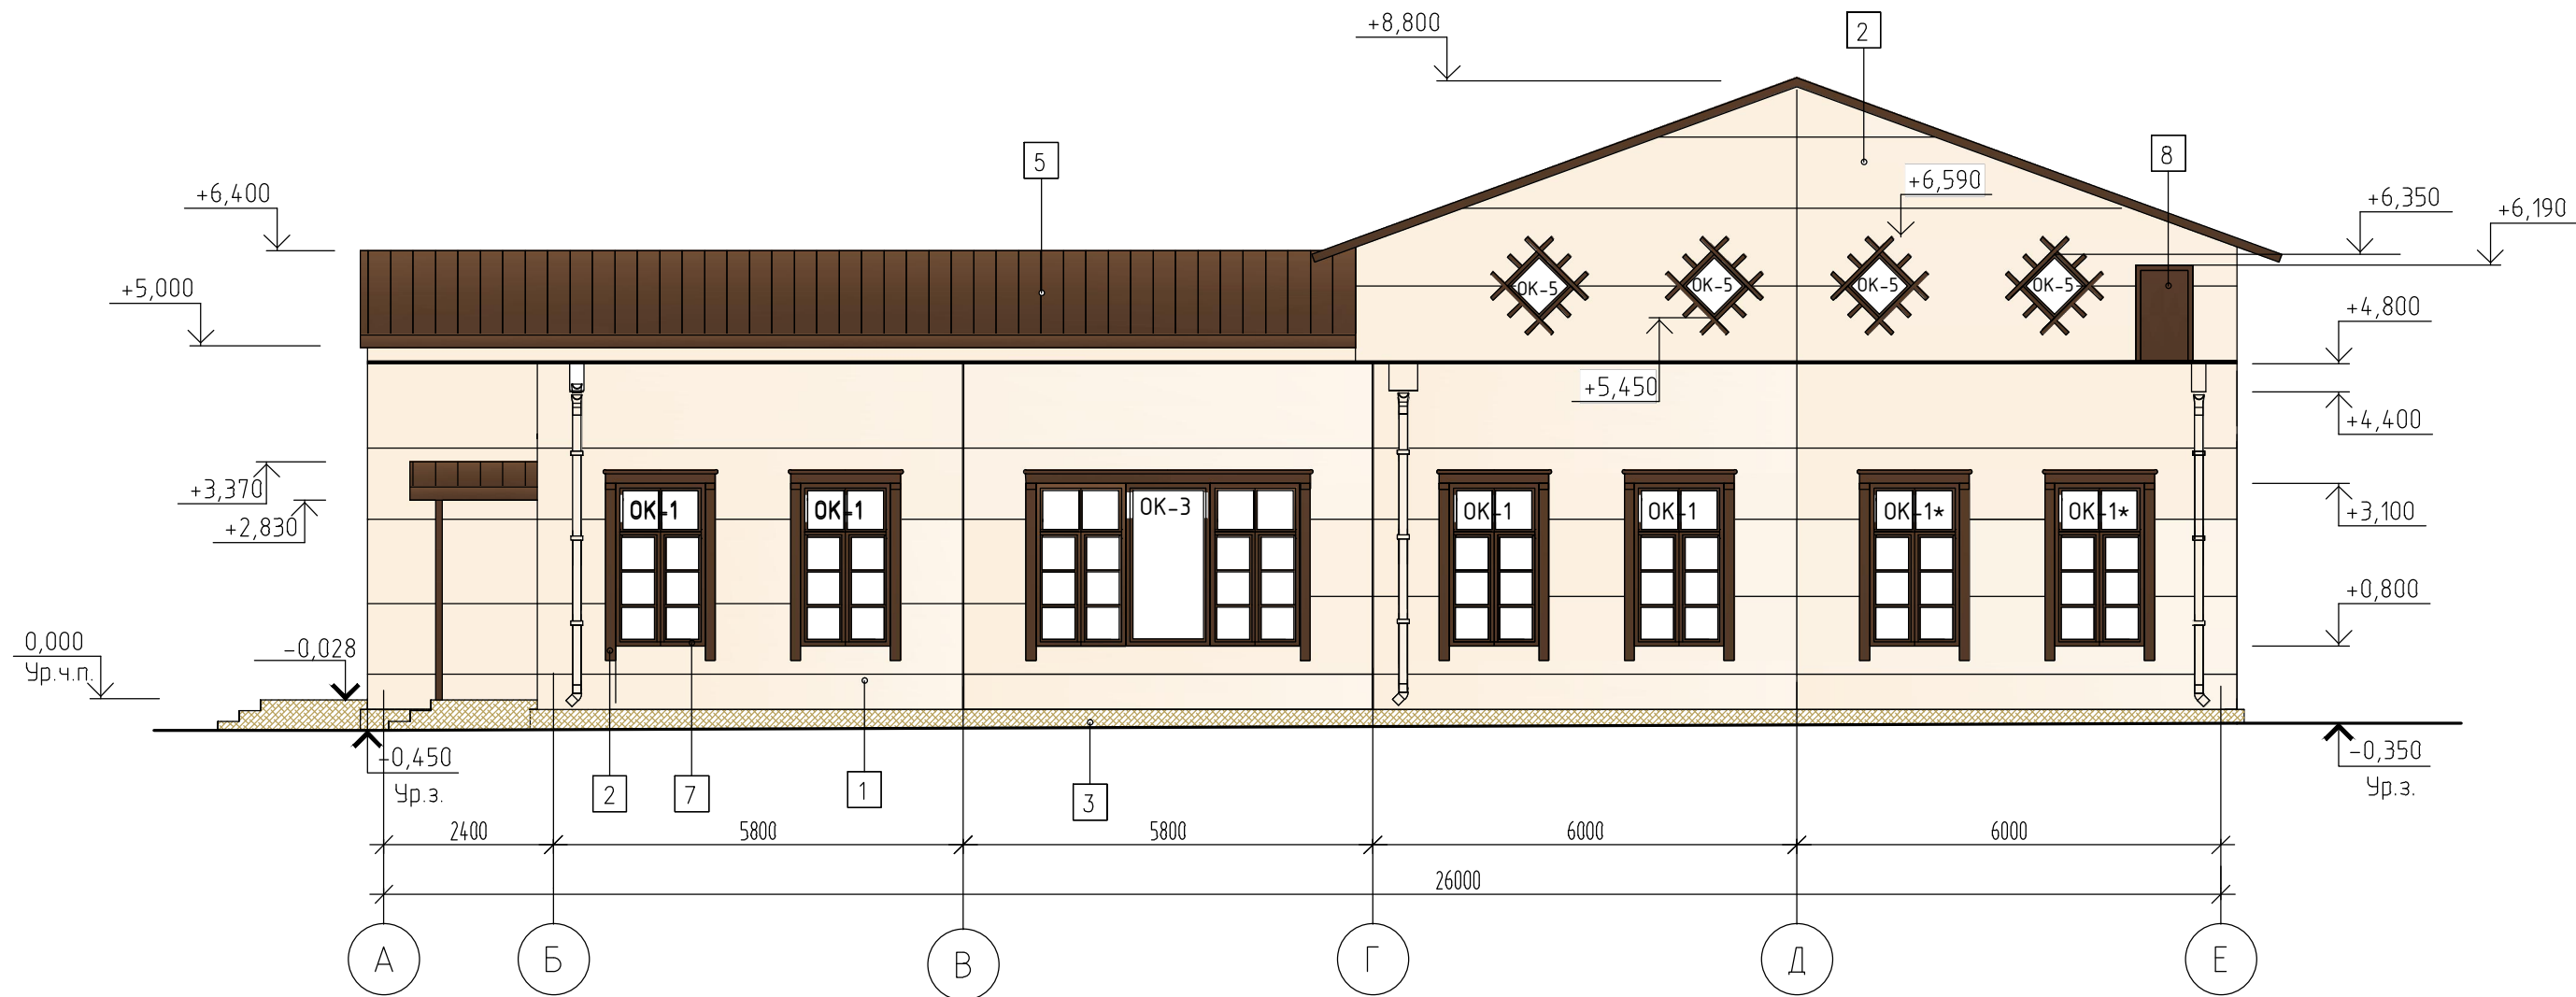 +8,800
2
5
8
+6,400
+6,590
+6,350
+6,190
+5,000
ОК-5
ОК-5
ОК-5
ОК-5
+4,800
+5,450
+4,400
+3,370
+2,830
ОК-1
ОК-1
ОК-3
ОК-1
ОК-1
ОК-1*
ОК-1*
+3,100
+0,800
0,000
Ур.ч.п.
-0,028
-0,450
Ур.з.
-0,350
Ур.з.
2
7
1
3
2400
5800
5800
6000
6000
26000
А
Б
В
Г
Д
Е